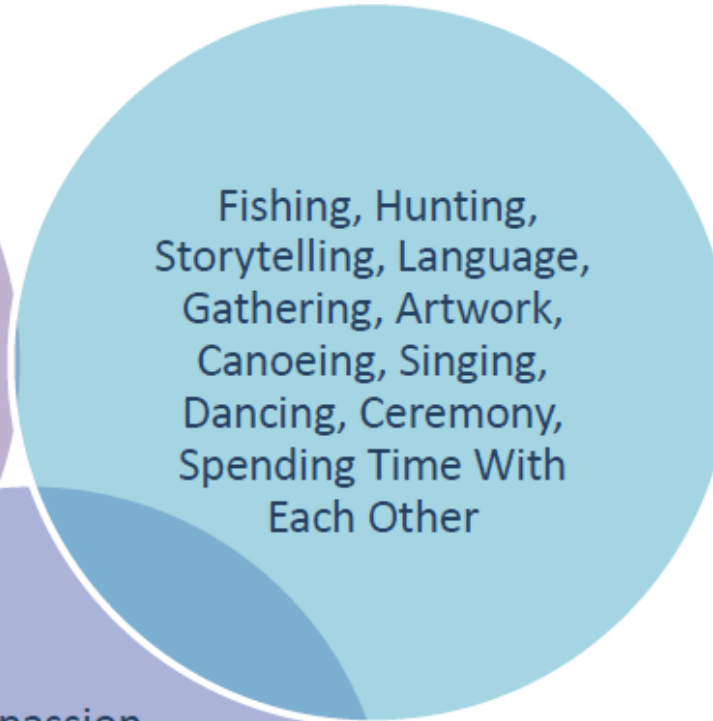 Fishing, Hunting,
Storytelling, Language,
Gathering, Artwork,
Canoeing, Singing,
Dancing, Ceremony,
Spending Time With
Each Other